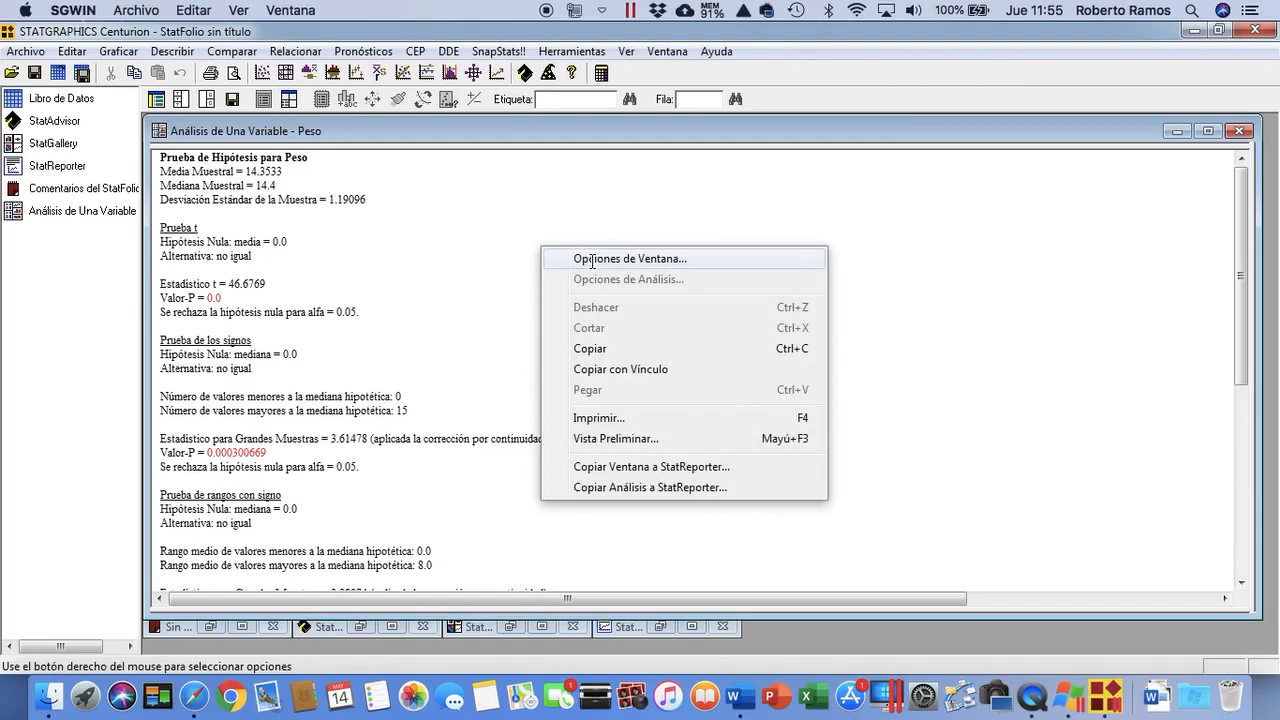 SGWIN Archivo Editar Ver Ventana MEM 91% 100% Jue 11:55 Roberto Ramos
STATGRAPHICS Centurion - StatFolio sin título
Archivo Editar Graficar Describir Comparar Relacionar Pronósticos CEP DDE SnapStats!! Herramientas Ver Ventana Ayuda
Etiqueta: Fila:
Libro de Datos
StatAdvisor
StatGallery
StatReporter
Comentarios del StatFolio
Análisis de Una Variable
Análisis de Una Variable - Peso
Prueba de Hipótesis para Peso
Media Muestral = 14.3533
Mediana Muestral = 14.4
Desviación Estándar de la Muestra = 1.19096
Prueba t
Hipótesis Nula: media = 0.0
Alternativa: no igual
Estadístico t = 46.6769
Valor-P = 0.0
Se rechaza la hipótesis nula para alfa = 0.05.
Prueba de los signos
Hipótesis Nula: mediana = 0.0
Alternativa: no igual
Número de valores menores a la mediana hipotética: 0
Número de valores mayores a la mediana hipotética: 15
Estadístico para Grandes Muestras = 3.61478 (aplicada la corrección por continuidad
Valor-P = 0.000300669
Se rechaza la hipótesis nula para alfa = 0.05.
Prueba de rangos con signo
Hipótesis Nula: mediana = 0.0
Alternativa: no igual
Rango medio de valores menores a la mediana hipotética: 0.0
Rango medio de valores mayores a la mediana hipotética: 8.0
Opciones de Ventana...
Opciones de Análisis...
Deshacer Ctrl+Z
Cortar Ctrl+X
Copiar Ctrl+C
Copiar con Vínculo
Pegar Ctrl+V
Imprimir... F4
Vista Preliminar... Mayú+F3
Copiar Ventana a StatReporter...
Copiar Análisis a StatReporter...
Sin ... Stat... Stat... Stat...
Use el botón derecho del mouse para seleccionar opciones
MAY 14